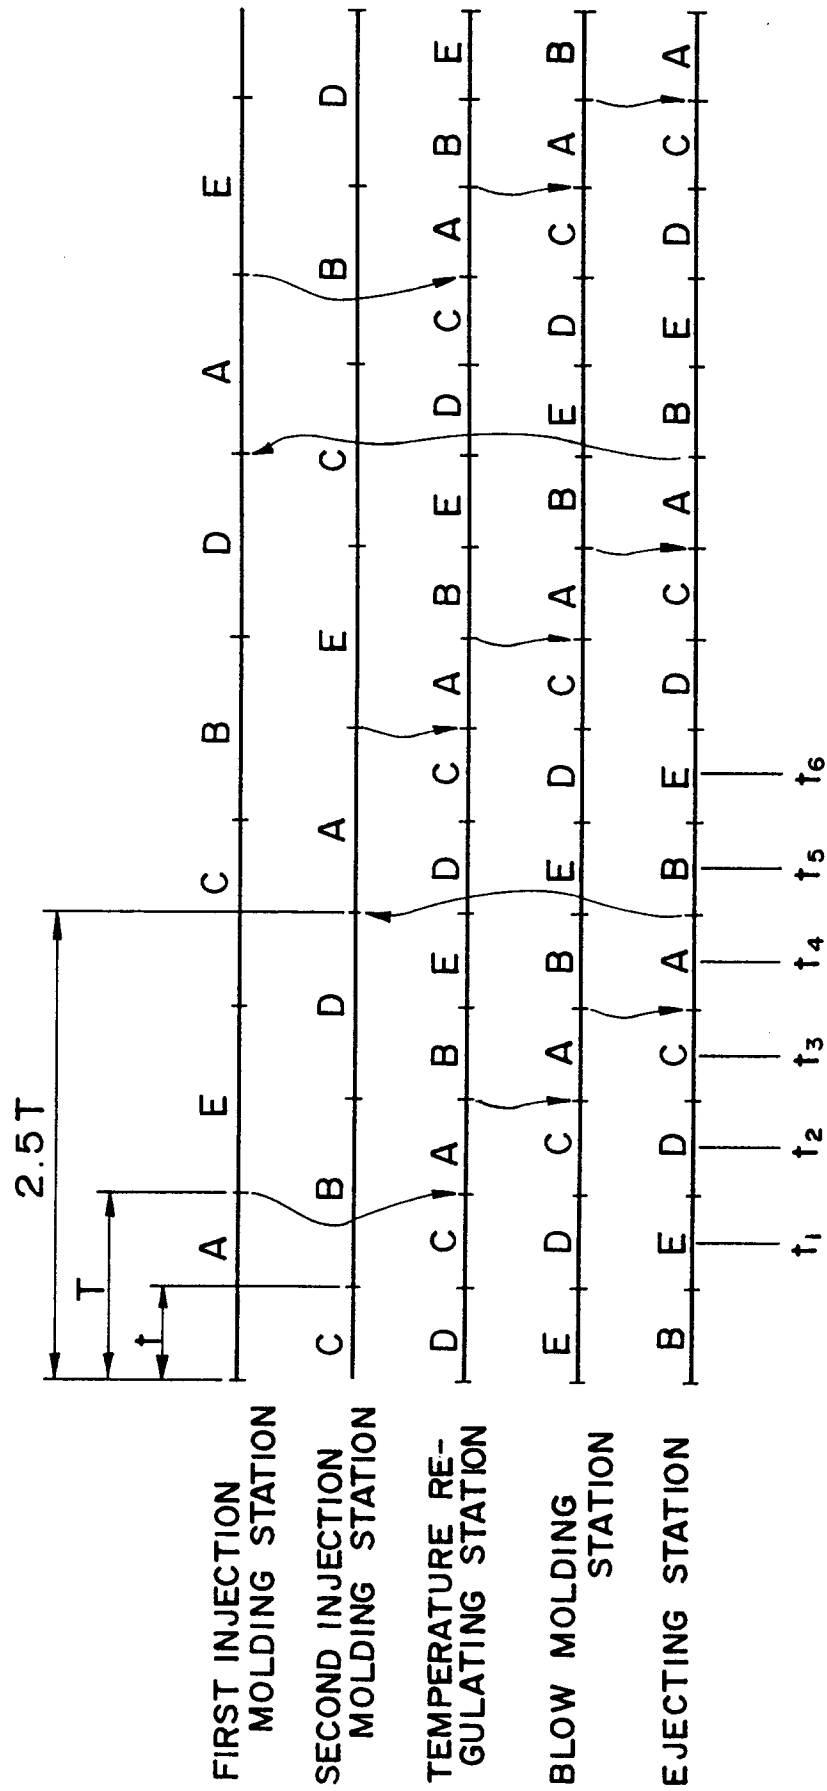 2.5T
T
t
FIRST INJECTION
MOLDING STATION
A E C B D A E
SECOND INJECTION
MOLDING STATION
C B D A E C B D
TEMPERATURE RE-
GULATING STATION
D C A B E D C A B E D C A B E
BLOW MOLDING
STATION
E D C A B E D C A B E D C A B
EJECTING STATION
B E D C A B E D C A B E D C A
t1 t2 t3 t4 t5 t6